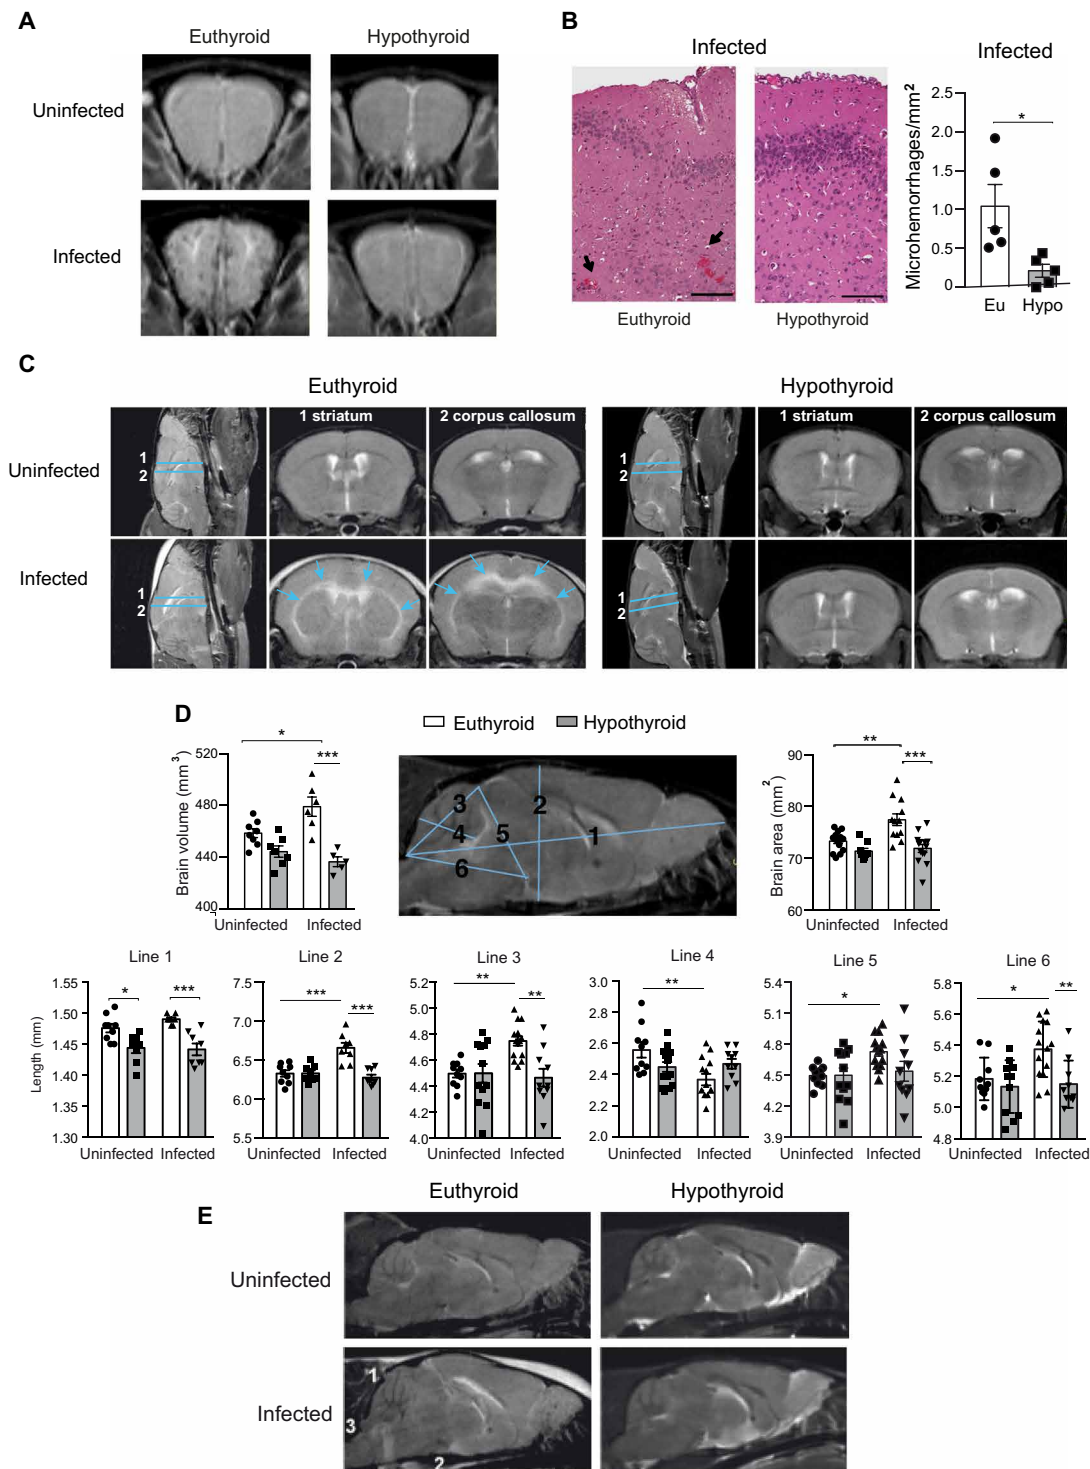 A
Euthyroid Hypothyroid
Uninfected
Infected
B
Infected
Infected
Euthyroid Hypothyroid
Microhemorrhages/mm²
2.5
2.0
1.5
1.0
0.5
0
*
Eu Hypo
C
Euthyroid Hypothyroid
1 striatum 2 corpus callosum 1 striatum 2 corpus callosum
Uninfected
1
2
1
2
Infected
1
2
1
2
D
Euthyroid Hypothyroid
Brain volume (mm³)
520
480
440
400
* ***
Uninfected Infected
3
2
4
5
1
6
Brain area (mm²)
90
80
70
60
** ***
Uninfected Infected
Line 1 Line 2 Line 3 Line 4 Line 5 Line 6
Length (mm)
1.55
1.50
1.45
1.40
1.30
* ***
Uninfected Infected
7.5
7.0
6.5
6.0
5.5
*** ***
Uninfected Infected
5.2
5.0
4.8
4.6
4.4
4.2
4.0
** **
Uninfected Infected
3.0
2.8
2.6
2.4
2.2
2.0
**
Uninfected Infected
5.4
5.1
4.8
4.5
4.2
3.9
*
Uninfected Infected
5.8
5.6
5.4
5.2
5.0
4.8
* **
Uninfected Infected
E
Euthyroid Hypothyroid
Uninfected
Infected
1
3
2